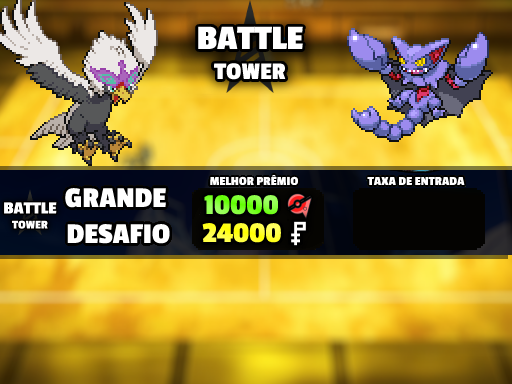 BATTLE
TOWER
MELHOR PRÊMIO
TAXA DE ENTRADA
BATTLE
TOWER
GRANDE
DESAFIO
10000
24000